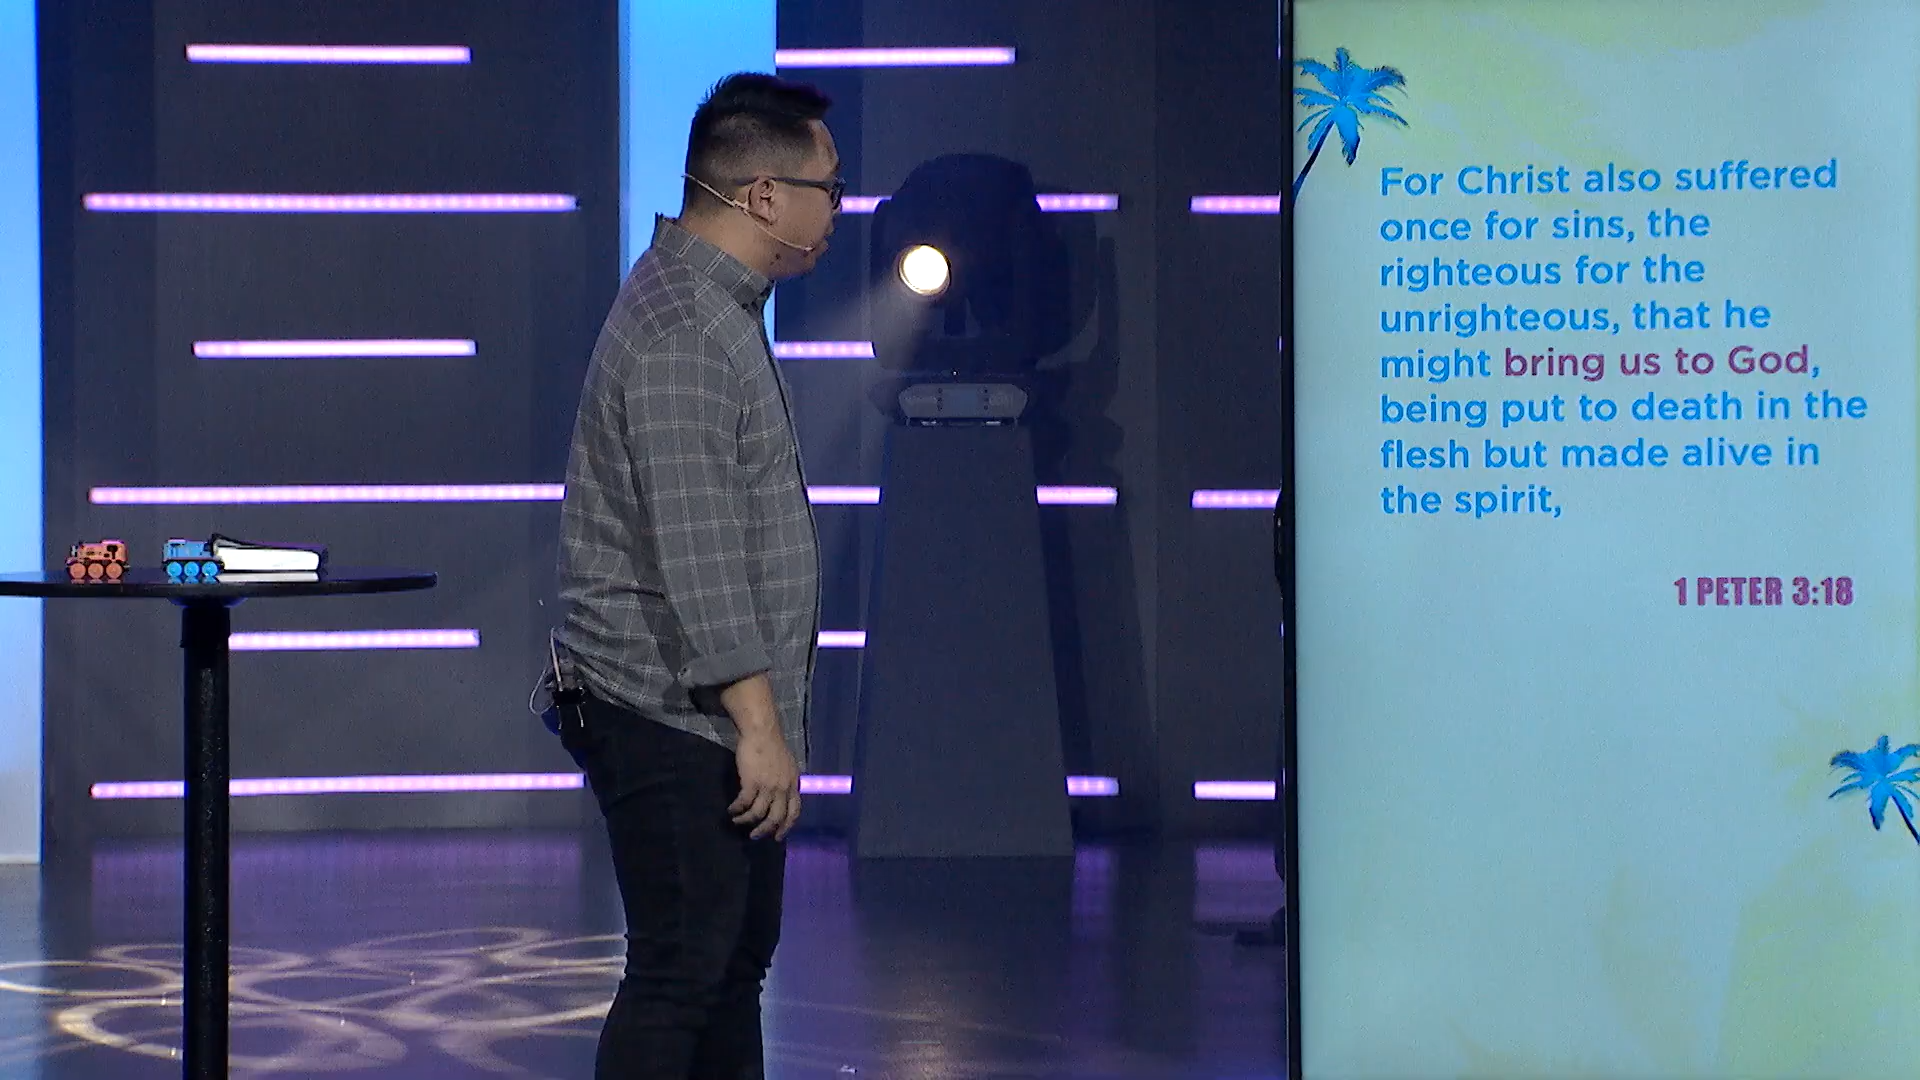 For Christ also suffered
once for sins, the
righteous for the
unrighteous, that he
might bring us to God,
being put to death in the
flesh but made alive in
the spirit,
1 PETER 3:18